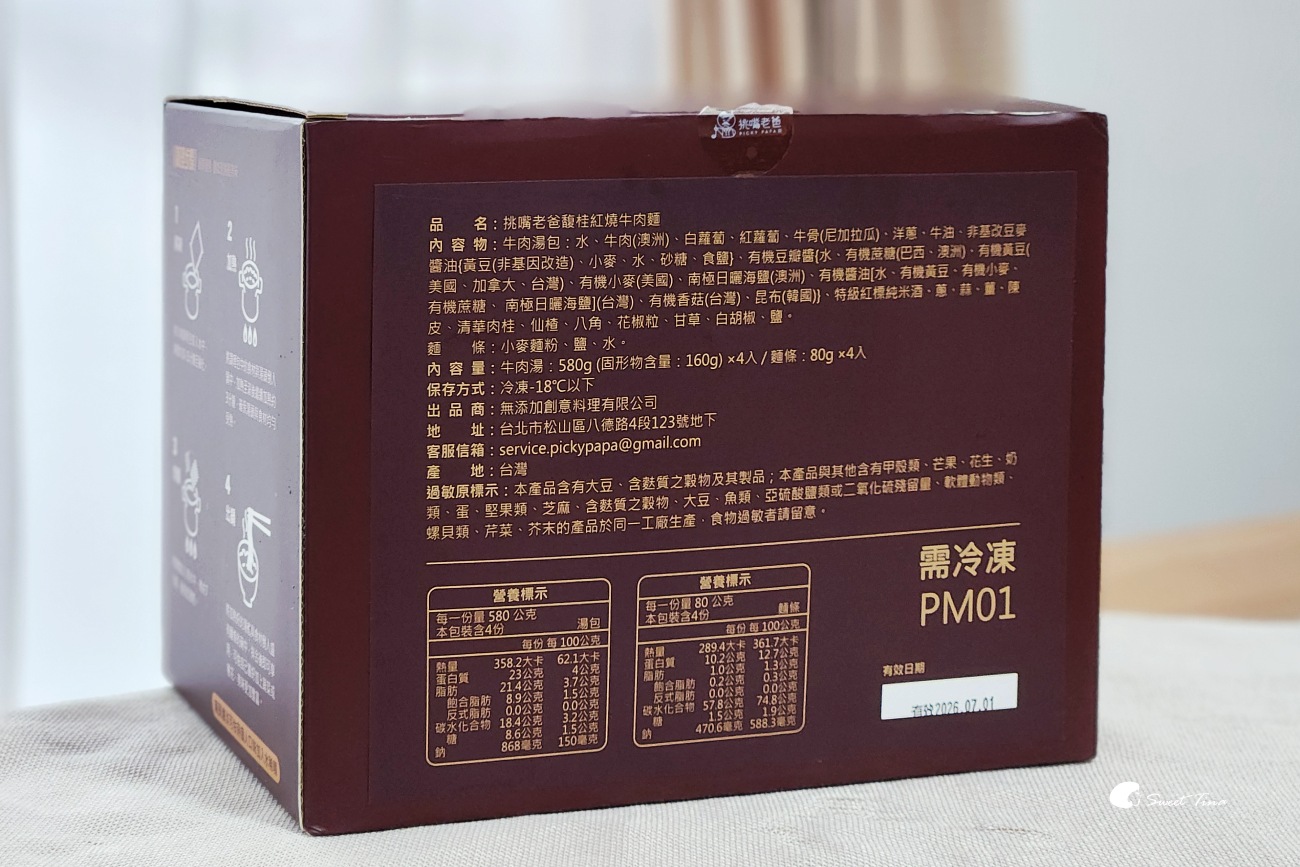 挑嘴老爸
PICKY PAPA
品名：挑嘴老爸馥桂紅燒牛肉麵
內容物：牛肉湯包：水、牛肉(澳洲)、白蘿蔔、紅蘿蔔、牛骨(尼加拉瓜)、洋蔥、牛油、非基改豆麥
醬油{黃豆(非基因改造)、小麥、水、砂糖、食鹽}、有機豆瓣醬{水、有機蔗糖(巴西、澳洲)、有機黃豆(
美國、加拿大、台灣)、有機小麥(美國)、南極日曬海鹽(澳洲)、有機醬油[水、有機黃豆、有機小麥、
有機蔗糖、南極日曬海鹽](台灣)、有機香菇(台灣)、昆布(韓國)}、特級紅標純米酒、蔥、蒜、薑、陳
皮、清華肉桂、仙楂、八角、花椒粒、甘草、白胡椒、鹽。
麵條：小麥麵粉、鹽、水。
內容量：牛肉湯：580g (固形物含量：160g) ×4入 / 麵條：80g ×4入
保存方式：冷凍-18℃以下
出品商：無添加創意料理有限公司
地址：台北市松山區八德路4段123號地下
客服信箱：service.pickypapa@gmail.com
產地：台灣
過敏原標示：本產品含有大豆、含麩質之穀物及其製品；本產品與其他含有甲殼類、芒果、花生、奶
類、蛋、堅果類、芝麻、含麩質之穀物、大豆、魚類、亞硫酸鹽類或二氧化硫殘留量、軟體動物類、
螺貝類、芹菜、芥末的產品於同一工廠生產，食物過敏者請留意。
營養標示
每一份量 580 公克
本包裝含4份 湯包
每份 每 100公克
熱量 358.2大卡 62.1大卡
蛋白質 23公克 4公克
脂肪 21.4公克 3.7公克
飽合脂肪 8.9公克 1.5公克
反式脂肪 0.0公克 0.0公克
碳水化合物 18.4公克 3.2公克
糖 8.6公克 1.5公克
鈉 868毫克 150毫克
營養標示
每一份量 80 公克
本包裝含4份 麵條
每份 每 100公克
熱量 289.4大卡 361.7大卡
蛋白質 10.2公克 12.7公克
脂肪 1.0公克 1.3公克
飽合脂肪 0.2公克 0.3公克
反式脂肪 0.0公克 0.0公克
碳水化合物 57.8公克 74.8公克
糖 1.5公克 1.9公克
鈉 470.6毫克 588.3毫克
需冷凍
PM01
有效日期
有效2026.07.01
2
加熱
4
Sweet Tina